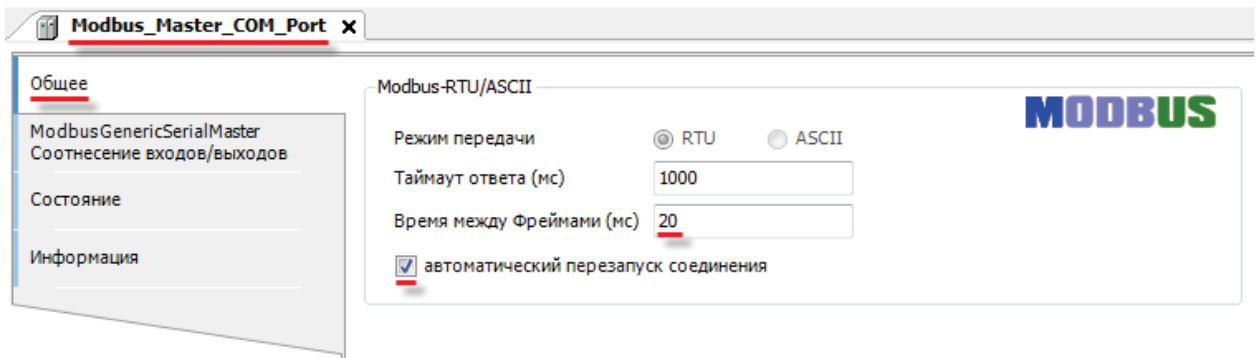 Modbus_Master_COM_Port
Общее
ModbusGenericSerialMaster
Соотнесение входов/выходов
Состояние
Информация
Modbus-RTU/ASCII
MODBUS
Режим передачи RTU ASCII
Таймаут ответа (мс) 1000
Время между Фреймами (мс) 20
автоматический перезапуск соединения